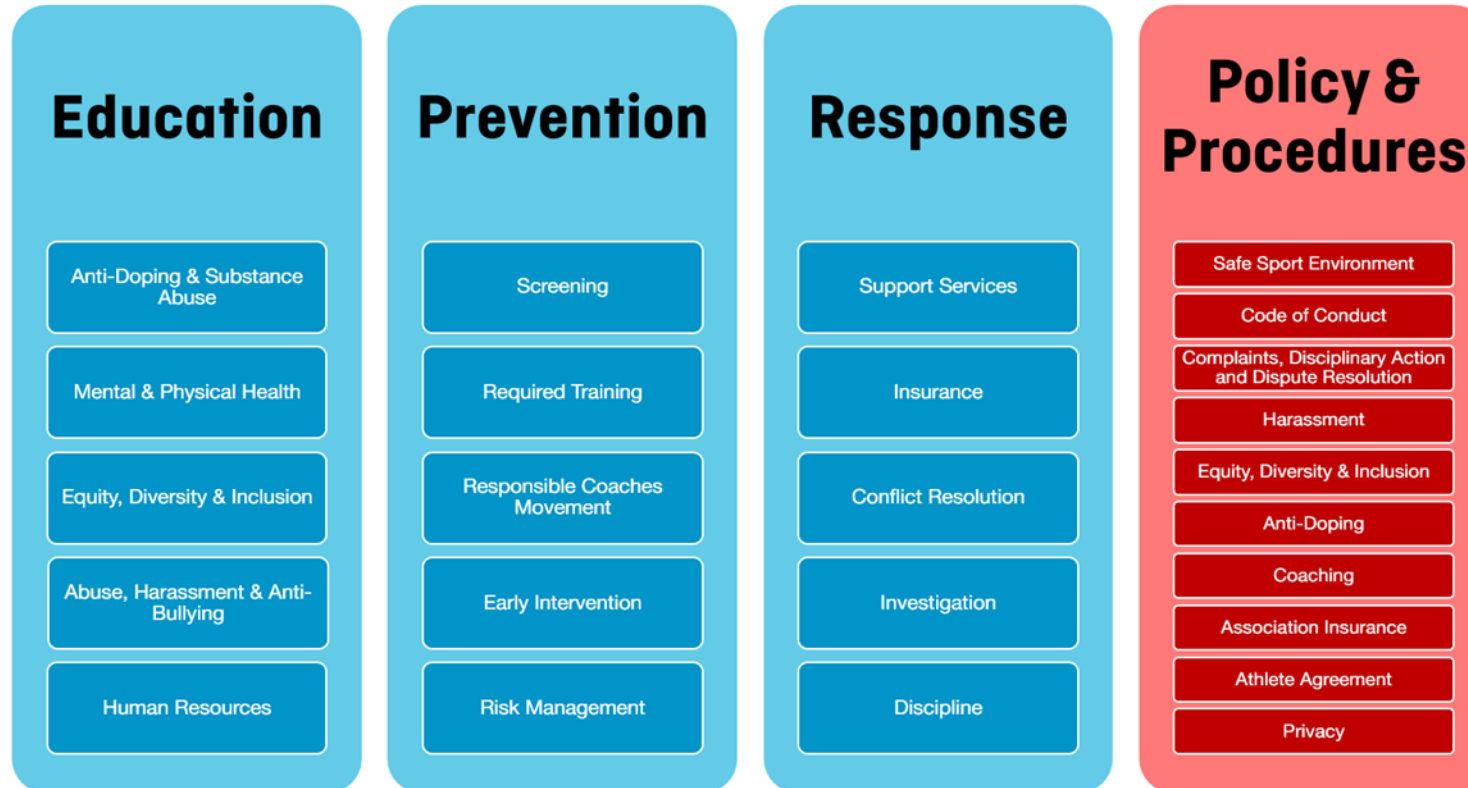 Education
Anti-Doping & Substance
Abuse
Mental & Physical Health
Equity, Diversity & Inclusion
Abuse, Harassment & Anti-
Bullying
Human Resources
Prevention
Screening
Required Training
Responsible Coaches
Movement
Early Intervention
Risk Management
Response
Support Services
Insurance
Conflict Resolution
Investigation
Discipline
Policy &
Procedures
Safe Sport Environment
Code of Conduct
Complaints, Disciplinary Action
and Dispute Resolution
Harassment
Equity, Diversity & Inclusion
Anti-Doping
Coaching
Association Insurance
Athlete Agreement
Privacy